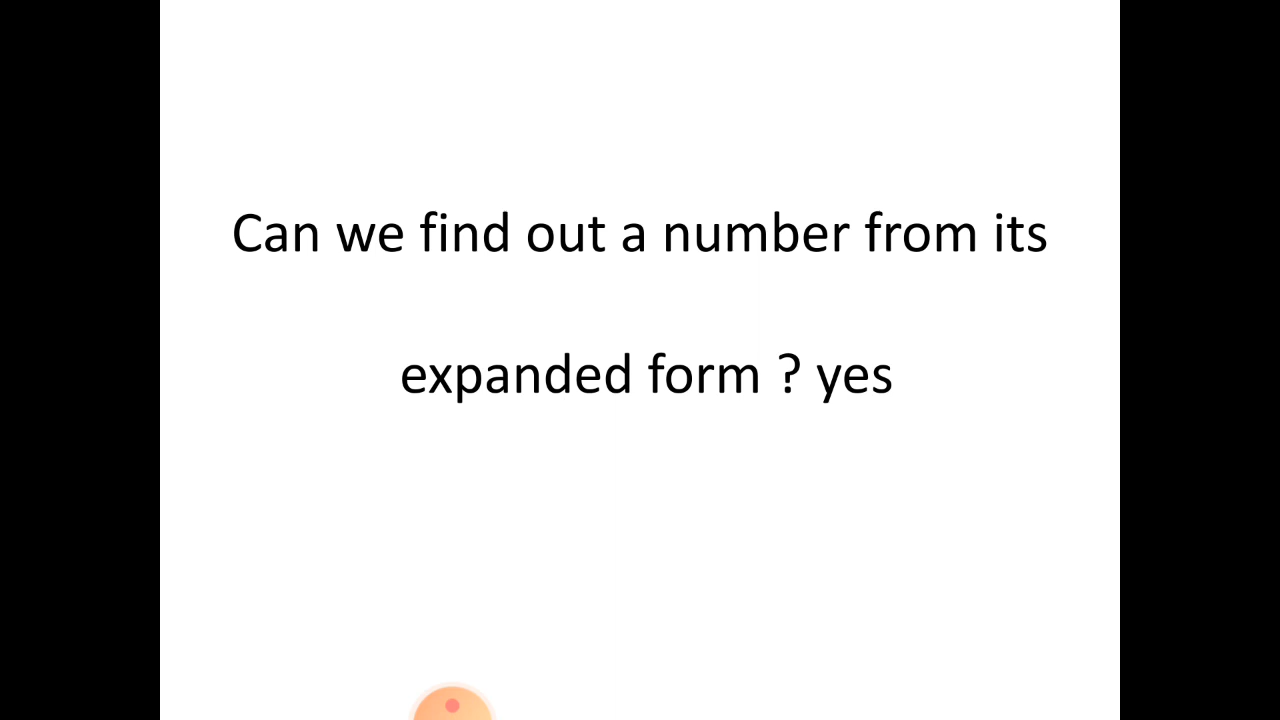 Can we find out a number from its
expanded form ? yes